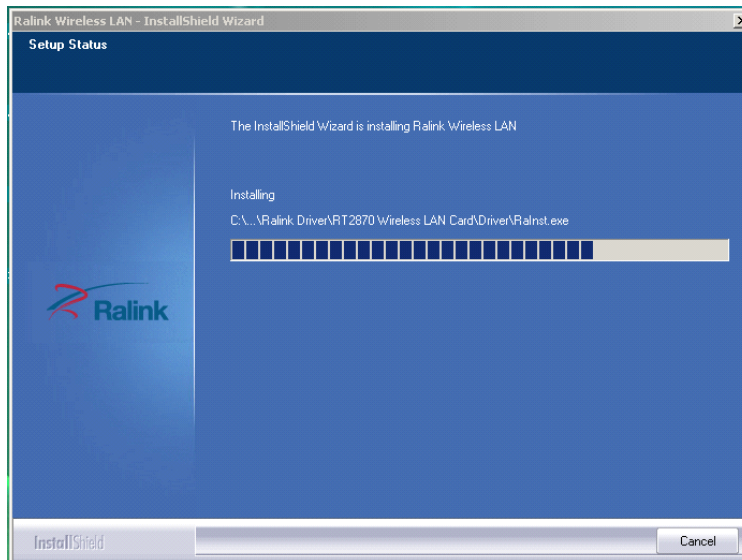 Ralink Wireless LAN - InstallShield Wizard
Setup Status
The InstallShield Wizard is installing Ralink Wireless LAN
Installing
C:\...\Ralink Driver\RT2870 Wireless LAN Card\Driver\RaInst.exe
Ralink
InstallShield
Cancel